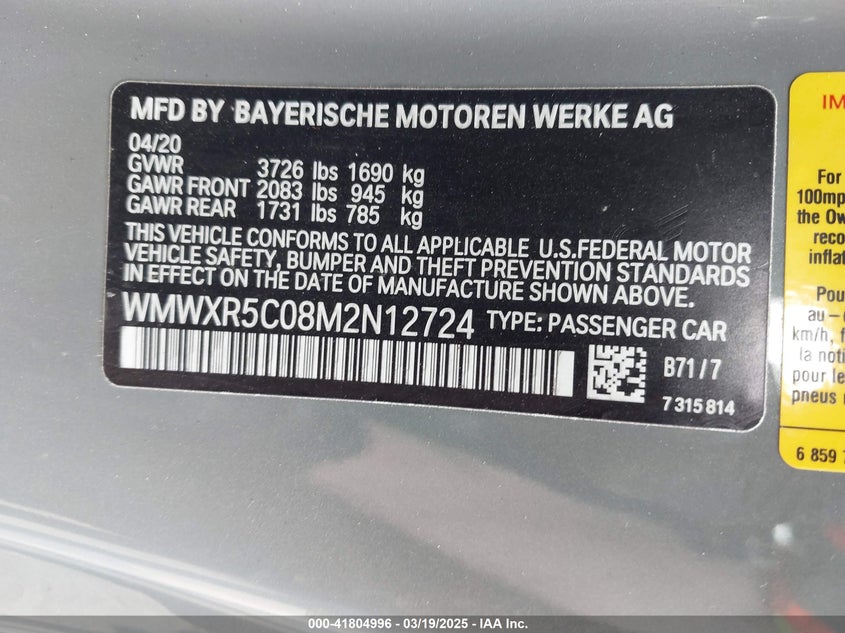 MFD BY BAYERISCHE MOTOREN WERKE AG
04/20
GVWR 3726 lbs 1690 kg
GAWR FRONT 2083 lbs 945 kg
GAWR REAR 1731 lbs 785 kg
THIS VEHICLE CONFORMS TO ALL APPLICABLE U.S.FEDERAL MOTOR
VEHICLE SAFETY, BUMPER AND THEFT PREVENTION STANDARDS
IN EFFECT ON THE DATE OF MANUFACTURE SHOWN ABOVE.
WMWXR5C08M2N12724 TYPE: PASSENGER CAR
B71/7
7 315 814
IM
For
100mp
the Ow
reco
inflat
Pou
au-
km/h, f
la noti
pour le
pneus
6 859
000-41804996 - 03/19/2025 - IAA Inc.